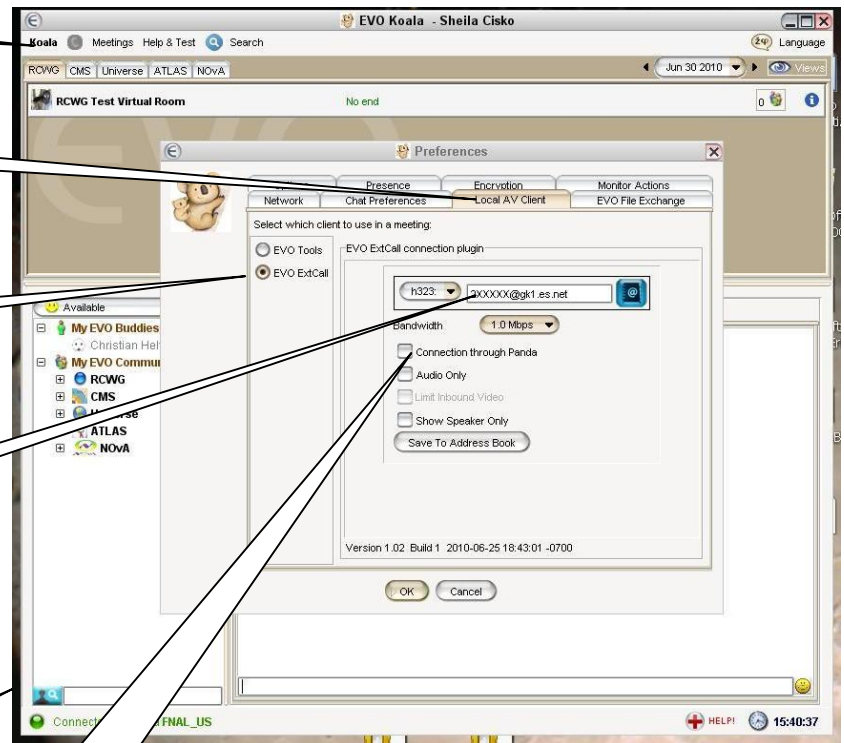 EVO Koala - Sheila Cisko
Koala Meetings Help & Test Search Language
RCWG CMS Universe ATLAS NOvA Jun 30 2010 Views
RCWG Test Virtual Room No end 0
Preferences
Presence Encryption Monitor Actions
Network Chat Preferences Local AV Client EVO File Exchange
Select which client to use in a meeting:
EVO Tools
EVO ExtCall
EVO ExtCall connection plugin
h323: XXXXX@gk1.es.net
Bandwidth 1.0 Mbps
Connection through Panda
Audio Only
Limit Inbound Video
Show Speaker Only
Save To Address Book
Version 1.02 Build 1 2010-06-25 18:43:01 -0700
OK Cancel
Available
My EVO Buddies
Christian Hel
My EVO Commu
RCWG
CMS
ATLAS
NOvA
FNAL_US
HELP! 15:40:37